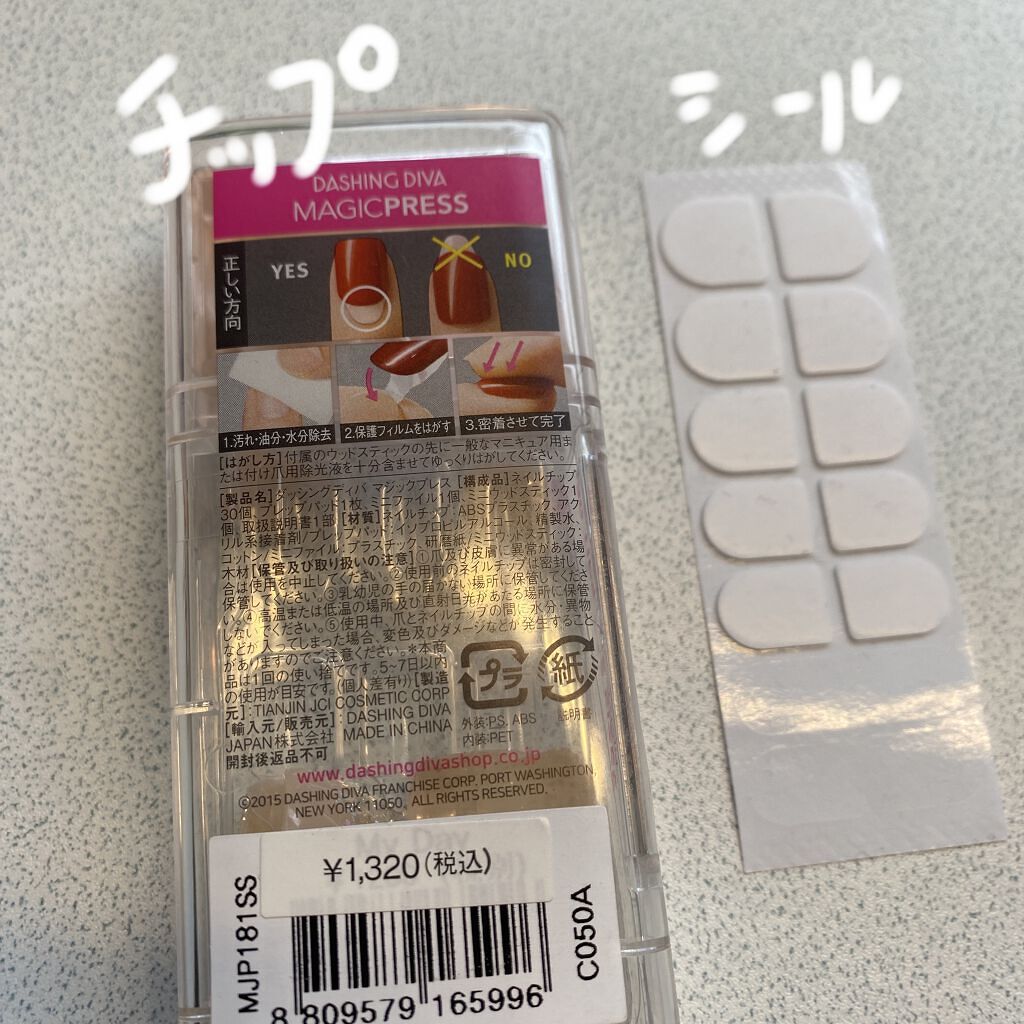 チップ
シール
DASHING DIVA
MAGICPRESS
正しい方向
YES
NO
1.汚れ・油分・水分除去
2.保護フィルムをはがす
3.密着させて完了
[はがし方]付属のウッドスティックの先に一般なマニキュア用ま
たは付け爪用除光液を十分含ませてゆっくりはがしてください。
[製品名]ダッシングディバ マジックプレス [構成品]ネイルチップ
30個、プレップパッド1枚、ミニファイル1個、ミニウッドスティック1
個、取扱説明書1部 [材質]ネイルチップ:ABSプラスチック、アク
リル系接着剤/プレップパッド:イソプロピルアルコール、精製水、
コットン/ミニファイル:プラスチック、研磨紙/ミニウッドスティック:
木材 [保管及び取り扱いの注意] ①爪及び皮膚に異常がある場
合は使用を中止してください。②使用前のネイルチップは密封して
保管してください。③乳幼児の手の届かない場所に保管してくださ
い。④高温または低温の場所及び直射日光があたる場所に保管
しないでください。⑤使用中、爪とネイルチップの間に水分・異物
などが入ってしまった場合、変色及びダメージなどが発生すること
がありますのでご注意ください。*本商
品は1回の使い捨てです。5~7日以内
の使用が目安です。(個人差有り) [製造
元]: TIANJIN JCI COSMETIC CORP
[輸入元/販売元]: DASHING DIVA
JAPAN株式会社 MADE IN CHINA
開封後返品不可
プラ
外装:P.S, ABS
内装:PET
紙
説明書
www.dashingdivashop.co.jp
©2015 DASHING DIVA FRANCHISE CORP. PORT WASHINGTON,
NEW YORK 11050. ALL RIGHTS RESERVED.
¥1,320(税込)
MJP181SS
C050A
8 809579 165996